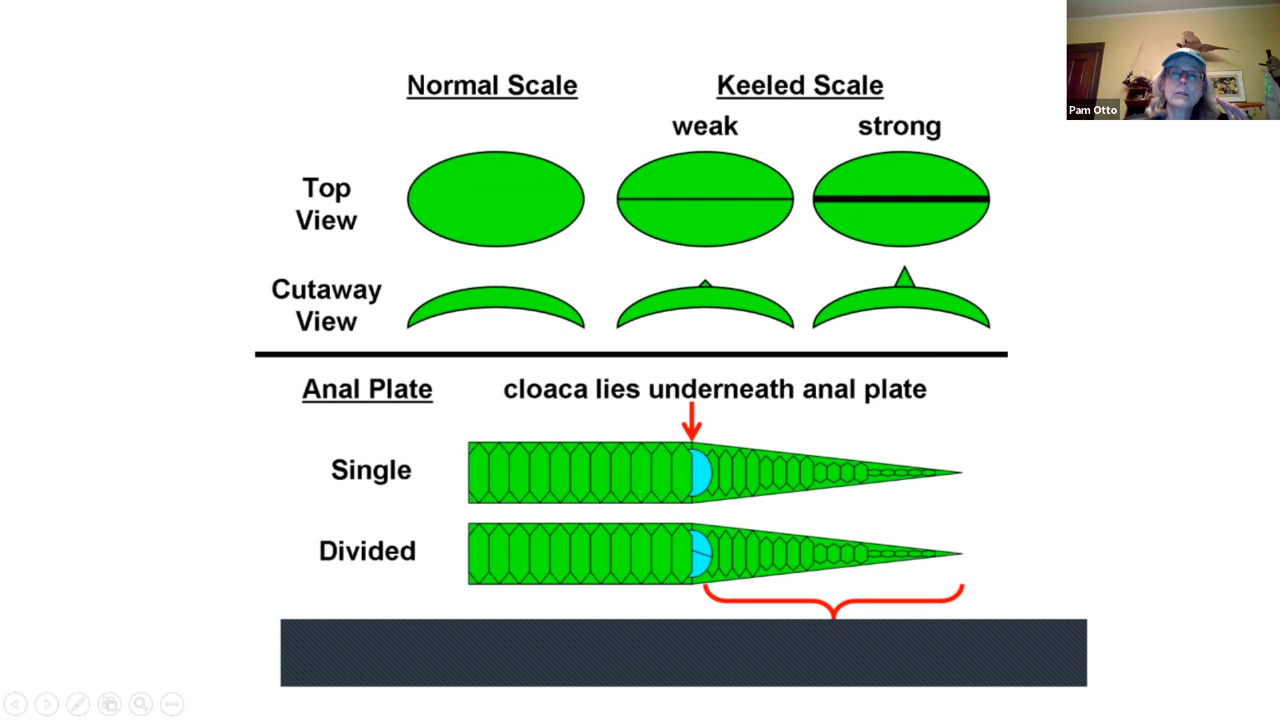 Normal Scale
Keeled Scale
weak
strong
Top
View
Cutaway
View
Anal Plate
cloaca lies underneath anal plate
Single
Divided
Pam Otto